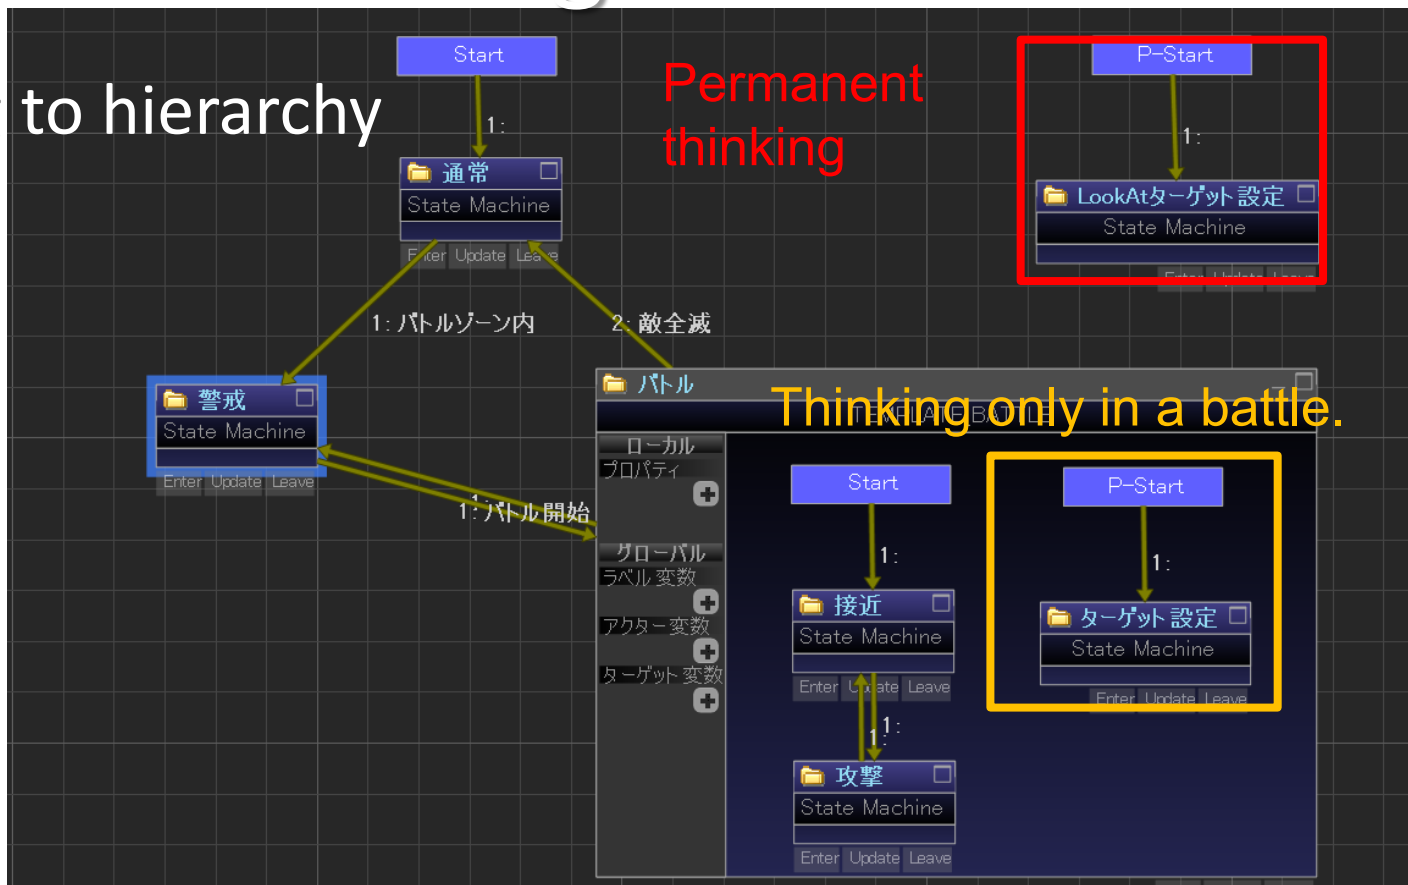 to hierarchy
Start
1:
通常
State Machine
Enter Update Leave
Permanent
thinking
P-Start
1:
LookAtターゲット設定
State Machine
Enter Update Leave
1: バトルゾーン内
2: 敵全滅
警戒
State Machine
Enter Update Leave
1: バトル開始
バトル
Thinking only in a battle.
TEMPLATE BATTLE
ローカル
プロパティ
グローバル
ラベル変数
アクター変数
ターゲット変数
Start
1:
接近
State Machine
Enter Update Leave
1:
1:
攻撃
State Machine
Enter Update Leave
P-Start
1:
ターゲット設定
State Machine
Enter Update Leave